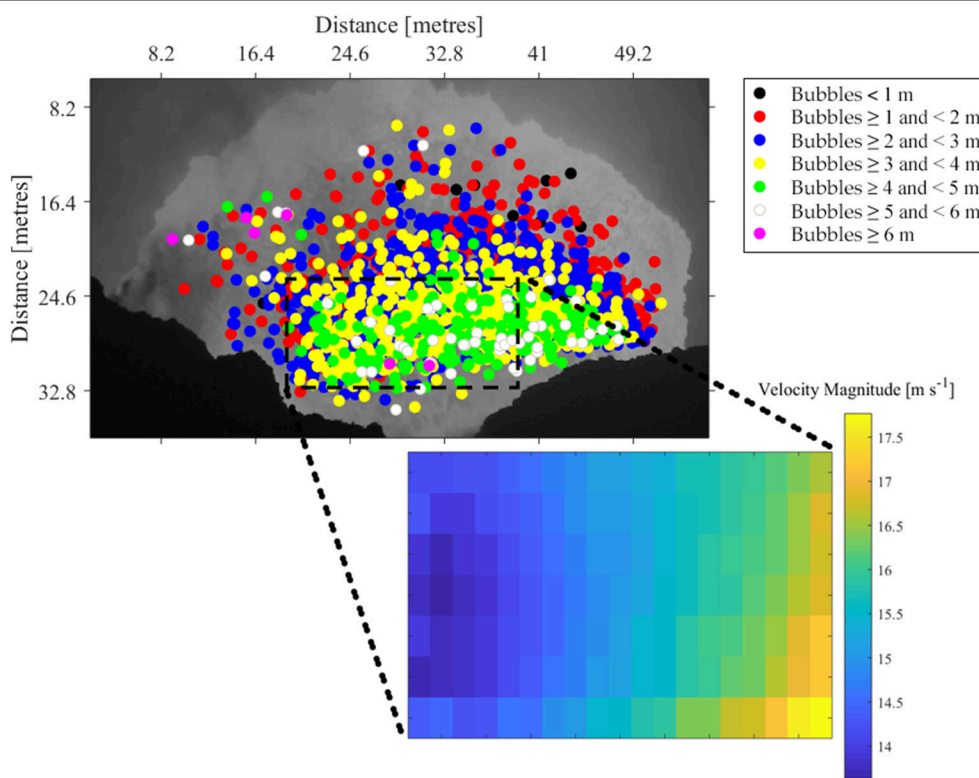 Distance [metres]
8.2 16.4 24.6 32.8 41 49.2
Distance [metres]
8.2
16.4
24.6
32.8
Bubbles < 1 m
Bubbles ≥ 1 and < 2 m
Bubbles ≥ 2 and < 3 m
Bubbles ≥ 3 and < 4 m
Bubbles ≥ 4 and < 5 m
Bubbles ≥ 5 and < 6 m
Bubbles ≥ 6 m
Velocity Magnitude [m s⁻¹]
17.5
17
16.5
16
15.5
15
14.5
14